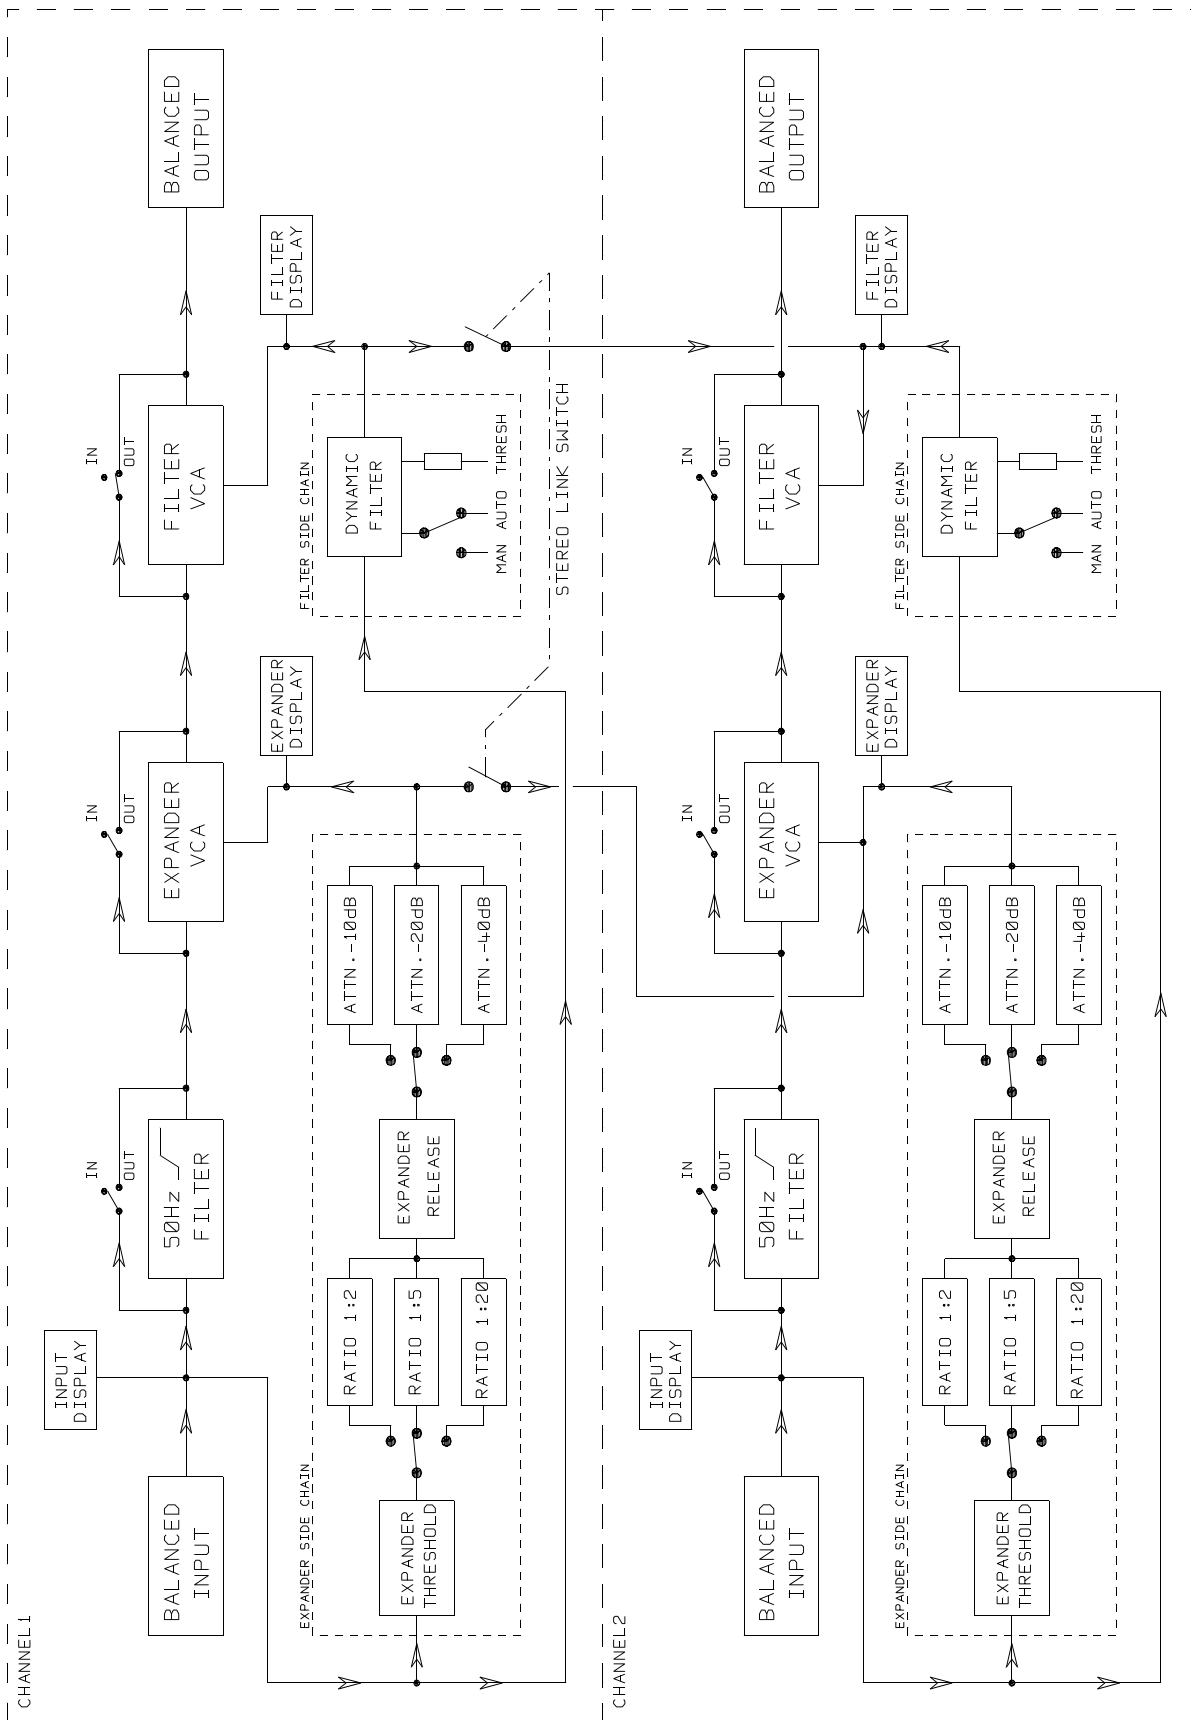 CHANNEL1
BALANCED
INPUT
INPUT
DISPLAY
50Hz
FILTER
IN
OUT
EXPANDER
VCA
IN
OUT
FILTER
VCA
IN
OUT
BALANCED
OUTPUT
EXPANDER
DISPLAY
FILTER
DISPLAY
EXPANDER SIDE CHAIN
EXPANDER
THRESHOLD
RATIO 1:2
RATIO 1:5
RATIO 1:20
EXPANDER
RELEASE
ATTN.-10dB
ATTN.-20dB
ATTN.-40dB
FILTER SIDE CHAIN
DYNAMIC
FILTER
MAN AUTO THRESH
STEREO LINK SWITCH
CHANNEL2
BALANCED
INPUT
INPUT
DISPLAY
50Hz
FILTER
IN
OUT
EXPANDER
VCA
IN
OUT
FILTER
VCA
IN
OUT
BALANCED
OUTPUT
EXPANDER
DISPLAY
FILTER
DISPLAY
EXPANDER SIDE CHAIN
EXPANDER
THRESHOLD
RATIO 1:2
RATIO 1:5
RATIO 1:20
EXPANDER
RELEASE
ATTN.-10dB
ATTN.-20dB
ATTN.-40dB
FILTER SIDE CHAIN
DYNAMIC
FILTER
MAN AUTO THRESH